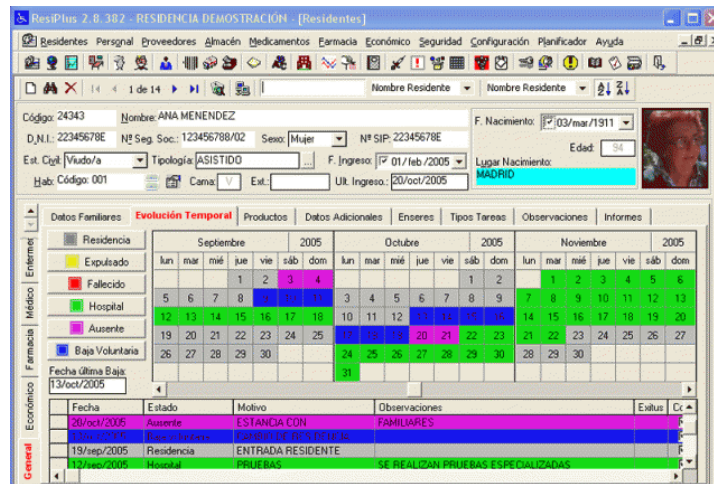 ResiPlus 2.8.382 - RESIDENCIA DEMOSTRACIÓN - [Residentes]
Residentes Personal Proveedores Almacén Medicamentos Farmacia Económico Seguridad Configuración Planificador Ayuda
1 de 14 Nombre Residente Nombre Residente
Código: 24343 Nombre: ANA MENENDEZ F. Nacimiento: 03/mar/1911
D.N.I.: 22345678E Nº Seg. Soc.: 123456788/02 Sexo: Mujer Nº SIP: 22345678E Edad: 94
Est. Civil: Viudo/a Tipología: ASISTIDO ... F. Ingreso: 01/feb /2005 Lugar Nacimiento:
Hab: Código: 001 Cama: V Ext.: Ult. Ingreso.: 20/oct/2005 MADRID
Datos Familiares Evolución Temporal Productos Datos Adicionales Enseres Tipos Tareas Observaciones Informes
Residencia Septiembre 2005 Octubre 2005 Noviembre 2005
Expulsado lun mar mié jue vie sáb dom lun mar mié jue vie sáb dom lun mar mié jue vie sáb dom
Fallecido 1 2 3 4 1 2 1 2 3 4 5 6
Hospital 5 6 7 8 9 10 11 3 4 5 6 7 8 9 7 8 9 10 11 12 13
Ausente 12 13 14 15 16 17 18 10 11 12 13 14 15 16 14 15 16 17 18 19 20
Baja Voluntaria 19 20 21 22 23 24 25 17 18 19 20 21 22 23 21 22 23 24 25 26 27
26 27 28 29 30 24 25 26 27 28 29 30 28 29 30
31
Fecha última Baja:
13/oct/2005
Enfermer
Médico
Farmacia
Económico
General
Fecha Estado Motivo Observaciones Exitus
20/oct/2005 Ausente ESTANCIA CON FAMILIARES
19/sep/2005 Residencia ENTRADA RESIDENTE
12/sep/2005 Hospital PRUEBAS SE REALIZAN PRUEBAS ESPECIALIZADAS